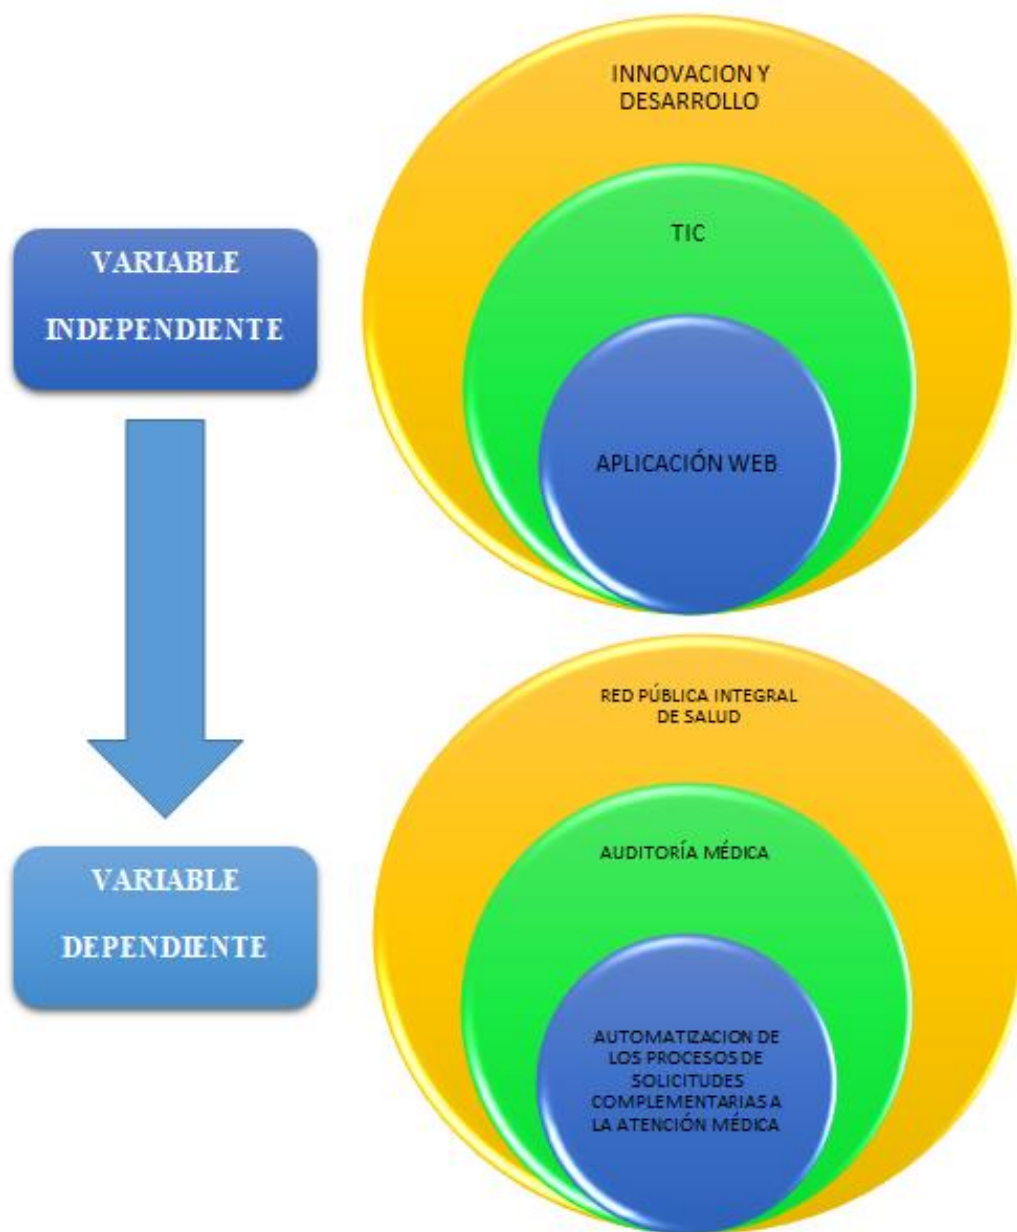 INNOVACION Y
DESARROLLO
TIC
VARIABLE
INDEPENDIENTE
APLICACIÓN WEB
RED PÚBLICA INTEGRAL
DE SALUD
AUDITORÍA MÉDICA
VARIABLE
DEPENDIENTE
AUTOMATIZACION DE
LOS PROCESOS DE
SOLICITUDES
COMPLEMENTARIAS A
LA ATENCIÓN MÉDICA